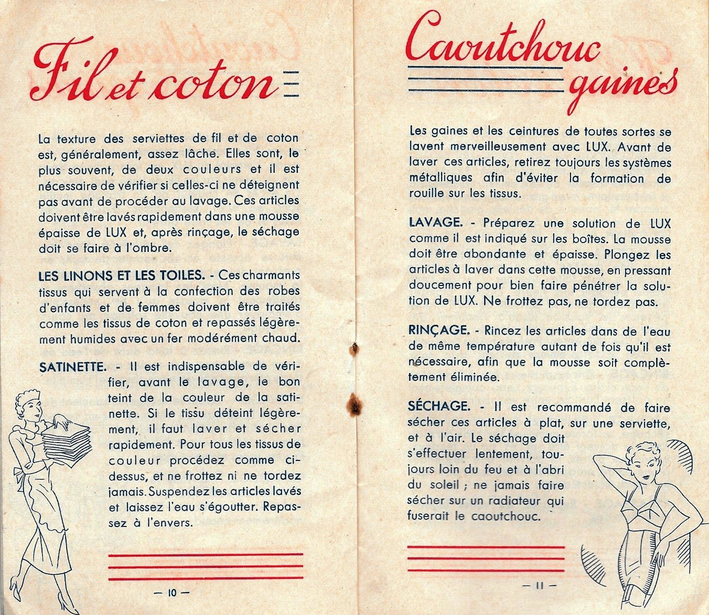 Fil et coton
La texture des serviettes de fil et de coton
est, généralement, assez lâche. Elles sont, le
plus souvent, de deux couleurs et il est
nécessaire de vérifier si celles-ci ne déteignent
pas avant de procéder au lavage. Ces articles
doivent être lavés rapidement dans une mousse
épaisse de LUX et, après rinçage, le séchage
doit se faire à l'ombre.
LES LINONS ET LES TOILES. - Ces charmants
tissus qui servent à la confection des robes
d'enfants et de femmes doivent être traités
comme les tissus de coton et repassés légère-
ment humides avec un fer modérément chaud.
SATINETTE. - Il est indispensable de véri-
fier, avant le lavage, le bon
teint de la couleur de la sati-
nette. Si le tissu déteint légère-
ment, il faut laver et sécher
rapidement. Pour tous les tissus de
couleur procédez comme ci-
dessus, et ne frottez ni ne tordez
jamais. Suspendez les articles lavés
et laissez l'eau s'égoutter. Repas-
sez à l'envers.
— 10 —
Caoutchouc
gaines
Les gaines et les ceintures de toutes sortes se
lavent merveilleusement avec LUX. Avant de
laver ces articles, retirez toujours les systèmes
métalliques afin d'éviter la formation de
rouille sur les tissus.
LAVAGE. - Préparez une solution de LUX
comme il est indiqué sur les boîtes. La mousse
doit être abondante et épaisse. Plongez les
articles à laver dans cette mousse, en pressant
doucement pour bien faire pénétrer la solu-
tion de LUX. Ne frottez pas, ne tordez pas.
RINÇAGE. - Rincez les articles dans de l'eau
de même température autant de fois qu'il est
nécessaire, afin que la mousse soit complè-
tement éliminée.
SÉCHAGE. - Il est recommandé de faire
sécher ces articles à plat, sur une serviette,
et à l'air. Le séchage doit
s'effectuer lentement, tou-
jours loin du feu et à l'abri
du soleil ; ne jamais faire
sécher sur un radiateur qui
fuserait le caoutchouc.
— 11 —